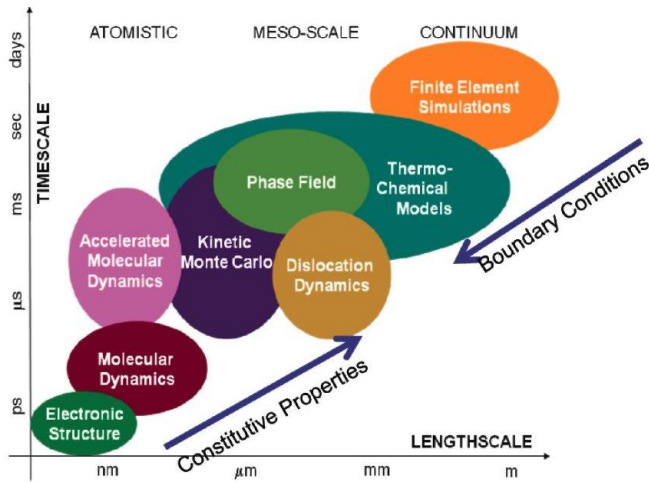 ATOMISTIC MESO-SCALE CONTINUUM
days
sec
ms
μs
ps
TIMESCALE
Finite Element
Simulations
Phase Field
Thermo-
Chemical
Models
Accelerated
Molecular
Dynamics
Kinetic
Monte Carlo
Dislocation
Dynamics
Boundary Conditions
Molecular
Dynamics
Electronic
Structure
Constitutive Properties
LENGTHSCALE
nm μm mm m